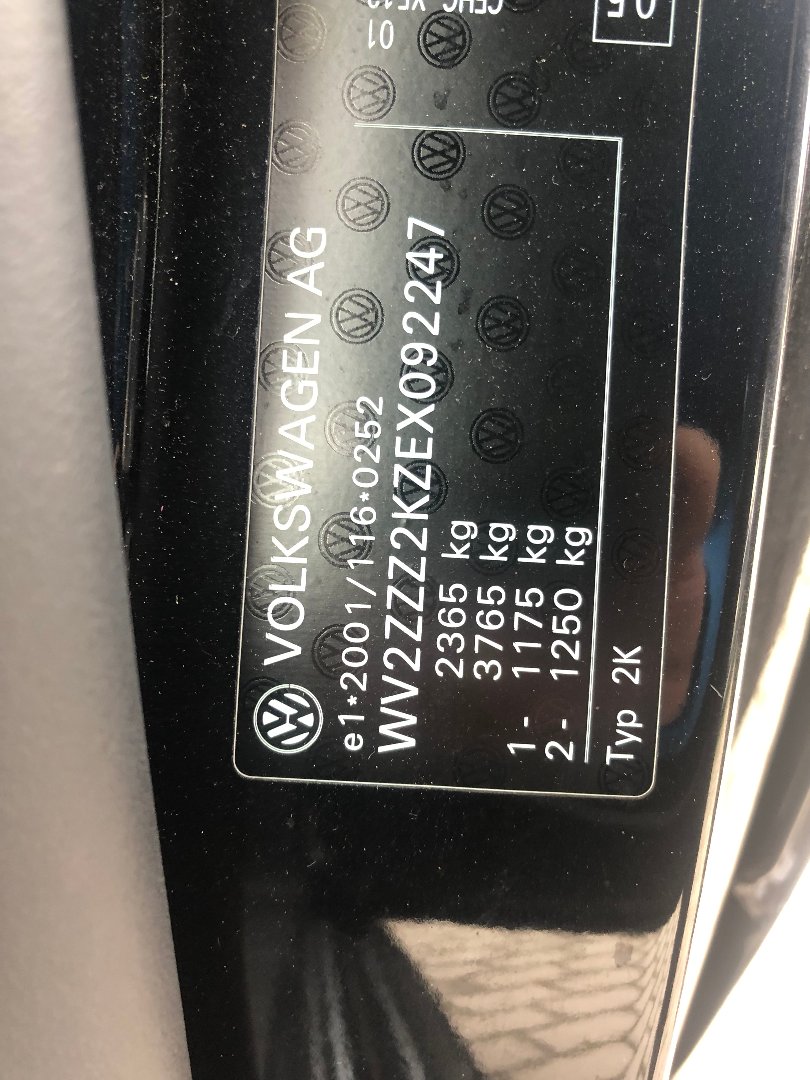 VOLKSWAGEN AG
e1*2001/116*0252
WV2ZZZ2KZEX092247
2365 kg
3765 kg
1- 1175 kg
2- 1250 kg
Typ 2K
01